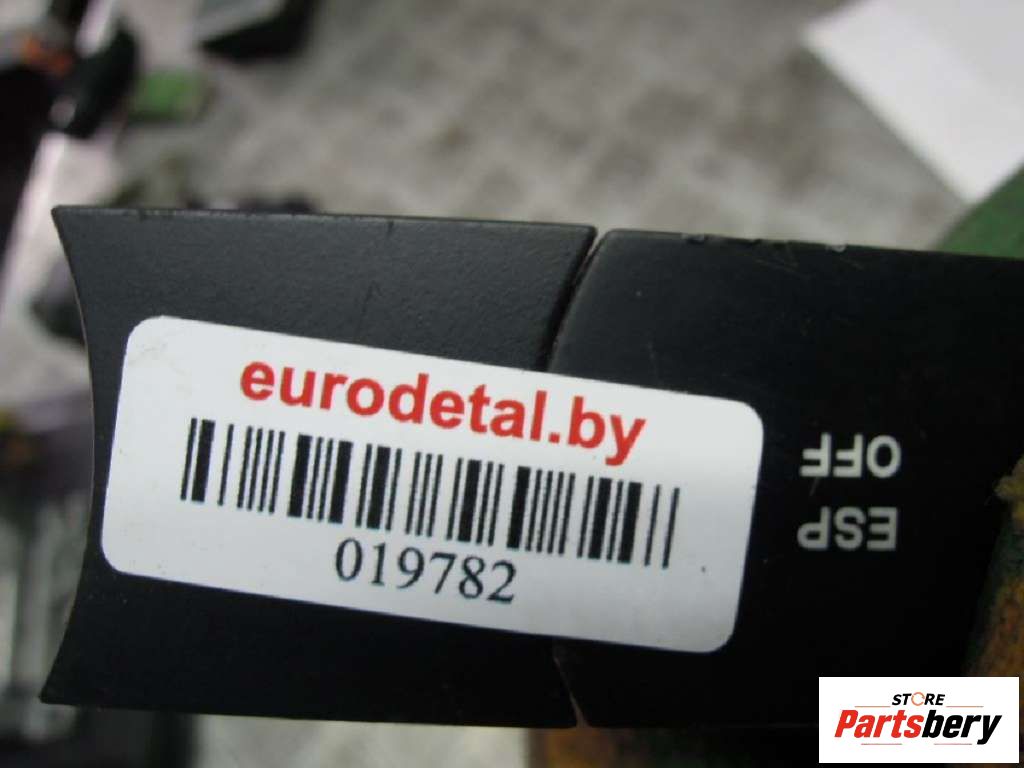 eurodetal.by
019782
ESP
OFF
STORE
Partsbery